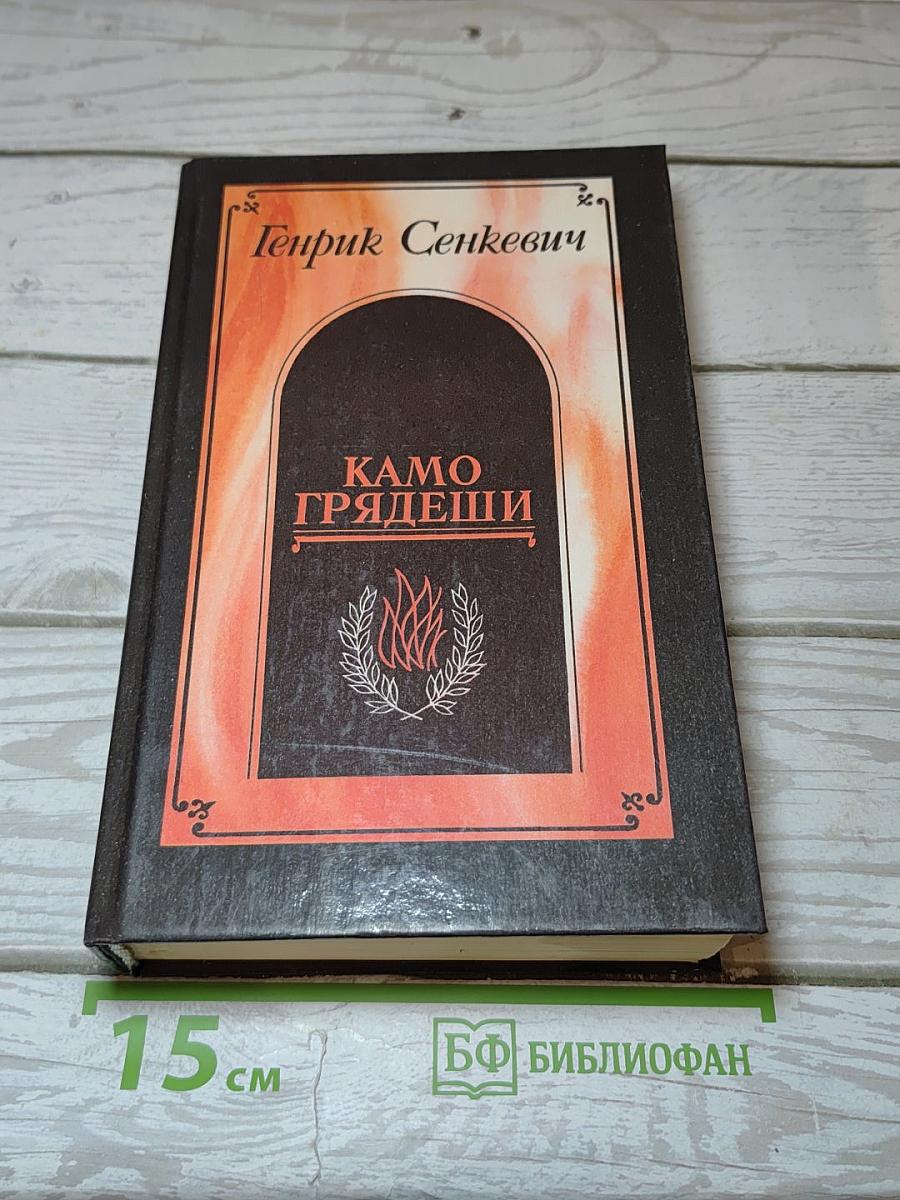 Генрик Сенкевич
КАМО
ГРЯДЕШИ
15 см
БФ БИБЛИОФАН